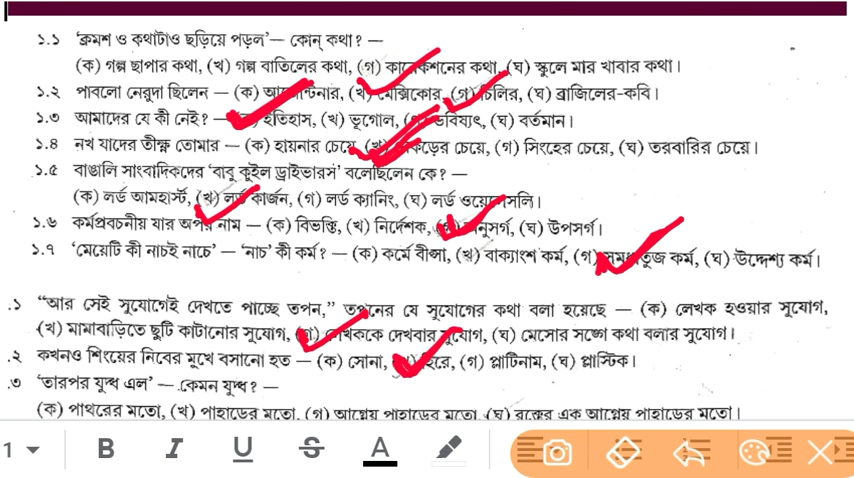 ১.১ 'ক্রমশ ও কথাটাও ছড়িয়ে পড়ল'— কোন্ কথা? —
(ক) গল্প ছাপার কথা, (খ) গল্প বাতিলের কথা, (গ) কারেকশনের কথা, (ঘ) স্কুলে মার খাবার কথা।
১.২ পাবলো নেরুদা ছিলেন — (ক) আর্জেন্টিনার, (খ) মেক্সিকোর, (গ) চিলির, (ঘ) ব্রাজিলের-কবি।
১.৩ আমাদের যে কী নেই? — ইতিহাস, (খ) ভূগোল, ভবিষ্যৎ, (ঘ) বর্তমান।
১.৪ নখ যাদের তীক্ষ্ণ তোমার — (ক) হায়নার চেয়ে, (খ) চেয়ে, (গ) সিংহের চেয়ে, (ঘ) তরবারির চেয়ে।
১.৫ বাঙালি সাংবাদিকদের 'বাবু কুইল ড্রাইভারস' বলেছিলেন কে? —
(ক) লর্ড আমহার্স্ট, (খ) লর্ড কার্জন, (গ) লর্ড ক্যানিং, (ঘ) লর্ড ওয়েলেসলি।
১.৬ কর্মপ্রবচনীয় যার অপর নাম — (ক) বিভক্তি, (খ) নির্দেশক, অনুসর্গ, (ঘ) উপসর্গ।
১.৭ 'মেয়েটি কী নাচই নাচে' — 'নাচ' কী কর্ম? — (ক) কর্মে বীপ্সা, (খ) বাক্যাংশ কর্ম, (গ) সমধাতুজ কর্ম, (ঘ) উদ্দেশ্য কর্ম।
.১ "আর সেই সুযোগেই দেখতে পাচ্ছে তপন," তপনের যে সুযোগের কথা বলা হয়েছে — (ক) লেখক হওয়ার সুযোগ,
(খ) মামাবাড়িতে ছুটি কাটানোর সুযোগ, (গ) লেখককে দেখবার সুযোগ, (ঘ) মেসোর সঙ্গে কথা বলার সুযোগ।
.২ কখনও শিংয়ের নিবের মুখে বসানো হত — (ক) সোনা, হিরে, (গ) প্লাটিনাম, (ঘ) প্লাস্টিক।
.৩ 'তারপর যুদ্ধ এল' — কেমন যুদ্ধ? —
(ক) পাথরের মতো, (খ) পাহাড়ের মতো, (গ) আগ্নেয় পাহাড়ের মতো, (ঘ) রক্তের এক আগ্নেয় পাহাড়ের মতো।
1 B I U S A